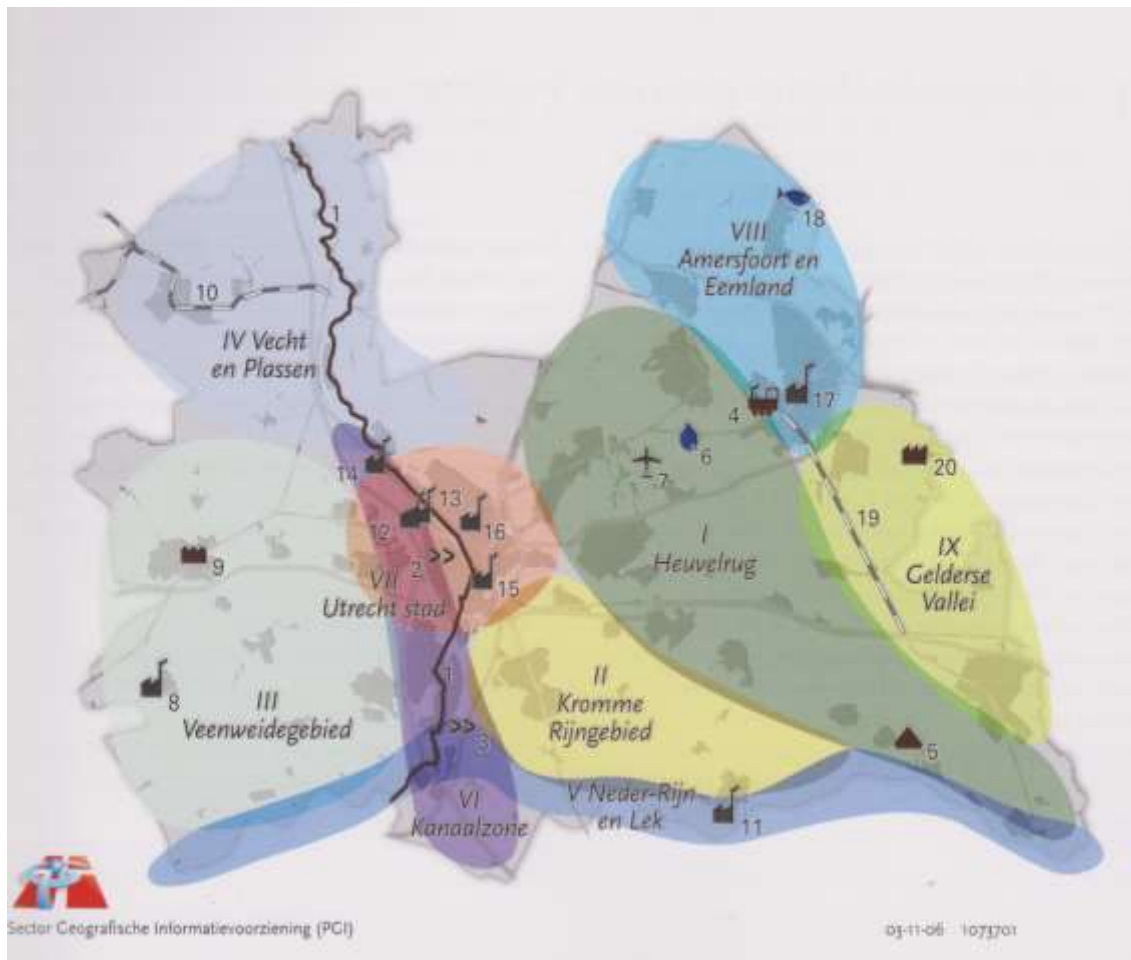 1
18
VIII
Amersfoort en
Eemland
10
IV Vecht
en Plassen
4
17
14
13
6
7
20
12
16
19
2
I
Heuvelrug
IX
Gelderse
Vallei
9
VII
Utrecht stad
15
8
III
Veenweidegebied
1
II
Kromme
Rijngebied
3
5
VI
Kanaalzone
V Neder-Rijn
en Lek
11
Sector Geografische Informatievoorziening (PGI)
03-11-06 1073701